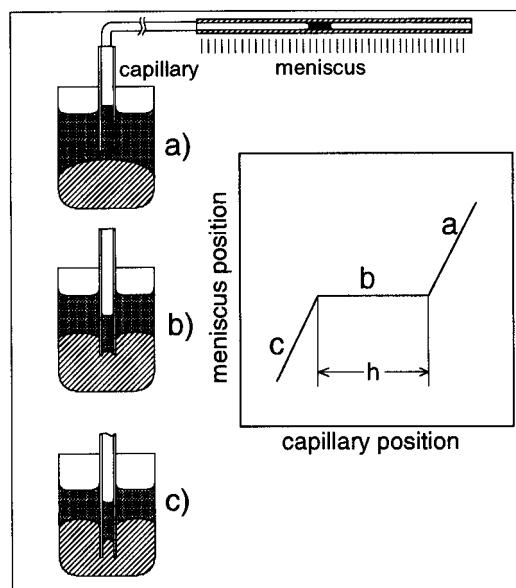 capillary
meniscus
a)
b)
c)
meniscus position
a
b
c
h
capillary position